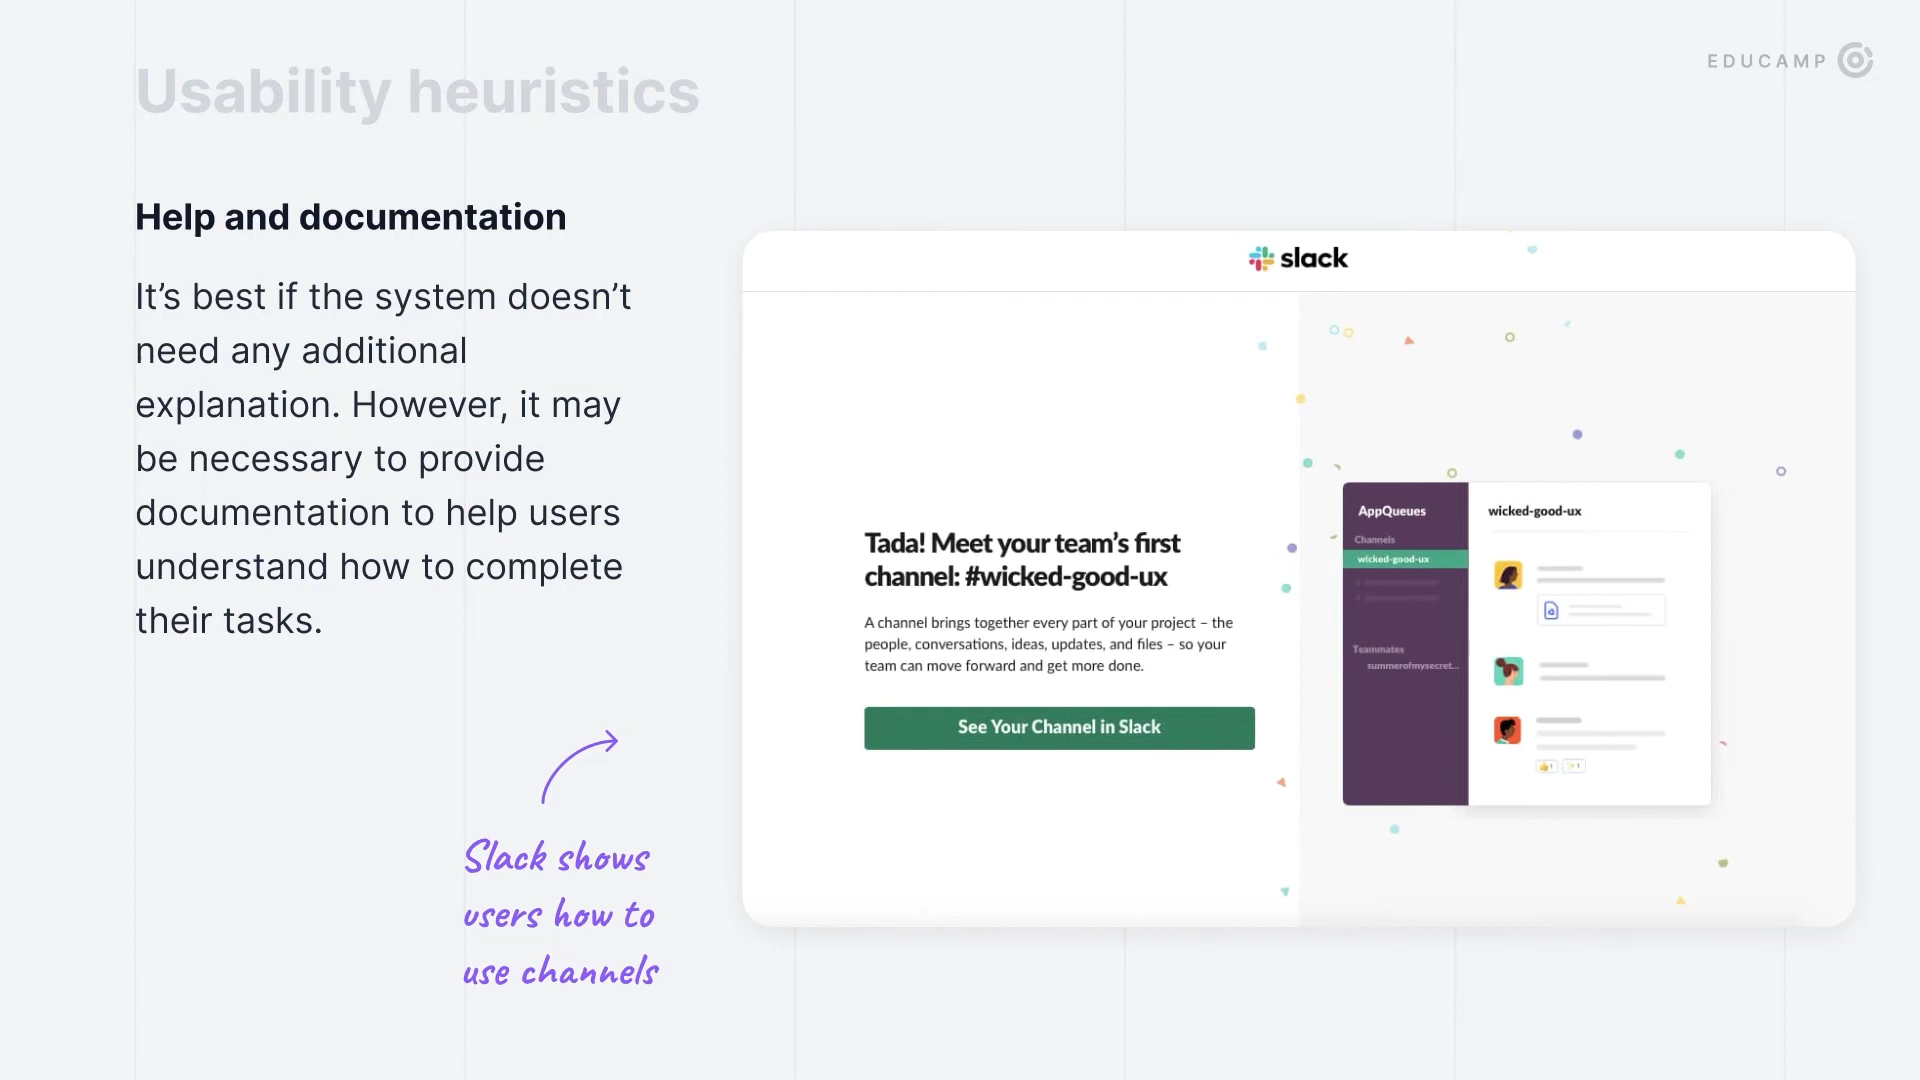 Usability heuristics
EDUCAMP
Help and documentation
It’s best if the system doesn’t
need any additional
explanation. However, it may
be necessary to provide
documentation to help users
understand how to complete
their tasks.
Slack shows
users how to
use channels
slack
Tada! Meet your team’s first
channel: #wicked-good-ux
A channel brings together every part of your project – the
people, conversations, ideas, updates, and files – so your
team can move forward and get more done.
See Your Channel in Slack
AppQueues
Channels
wicked-good-ux
Teammates
summerofmysecret...
wicked-good-ux
1
1